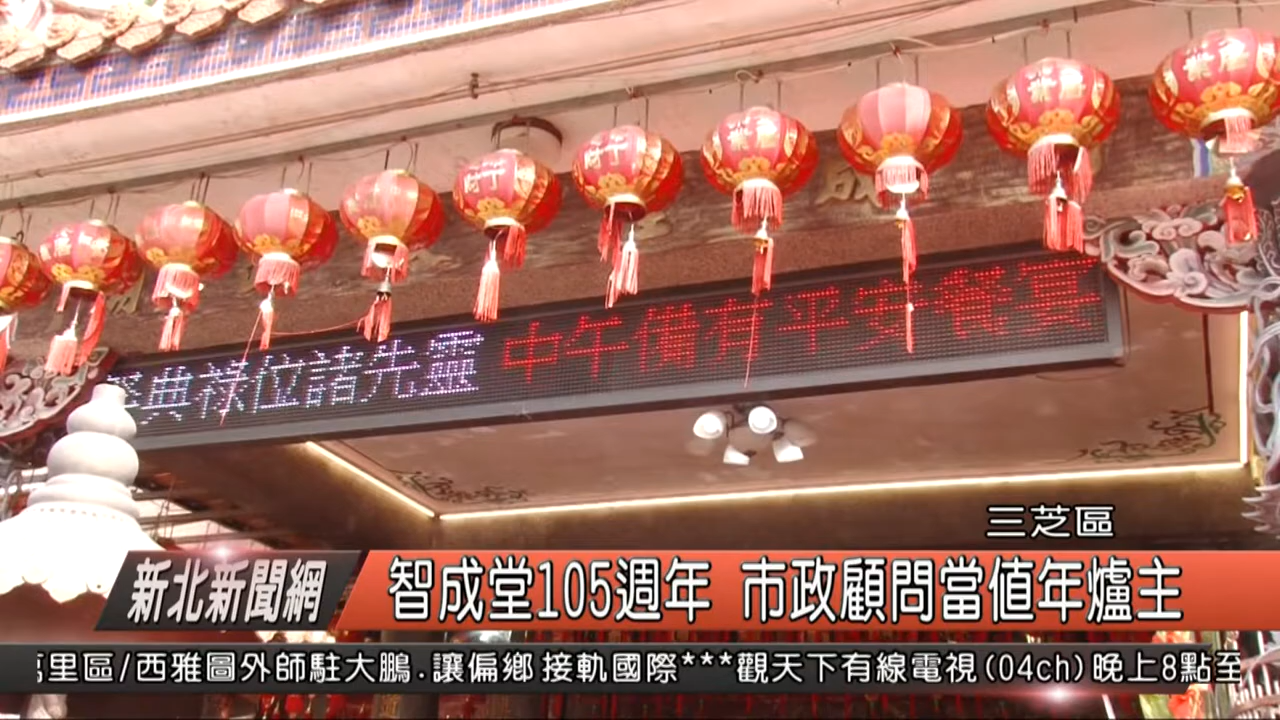 慶典祿位諸先靈 中午備有平安餐宴
三芝區
新北新聞網
智成堂105週年 市政顧問當值年爐主
里區/西雅圖外師駐大鵬.讓偏鄉接軌國際***觀天下有線電視(04ch)晚上8點至